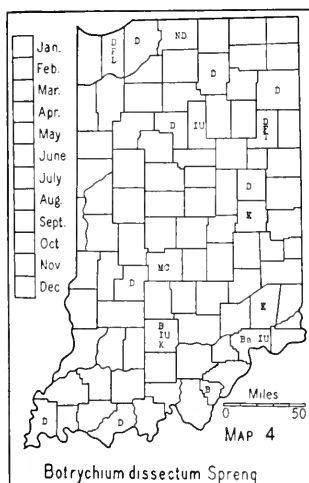 Jan.
Feb.
Mar.
Apr.
May
June
July
Aug.
Sept.
Oct
Nov
Dec
D
F
L
D
ND
D
D
D
IU
D
K
MC
D
B
IU
K
K
Bn IU
B
D
D
Miles
0 50
MAP 4
Botrychium dissectum Spreng